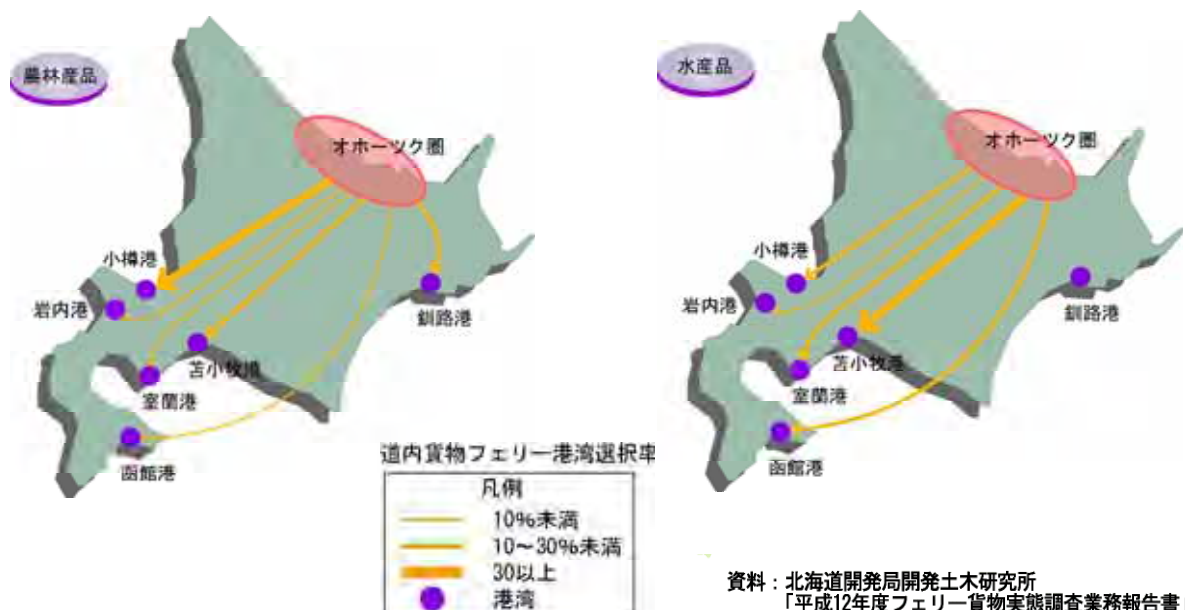 農林産品
オホーツク圏
小樽港
岩内港
釧路港
苫小牧港
室蘭港
函館港
水産品
オホーツク圏
小樽港
岩内港
釧路港
苫小牧港
室蘭港
函館港
道内貨物フェリー港湾選択率
凡例
10%未満
10〜30%未満
30以上
港湾
資料：北海道開発局開発土木研究所
「平成12年度フェリー貨物実態調査業務報告書